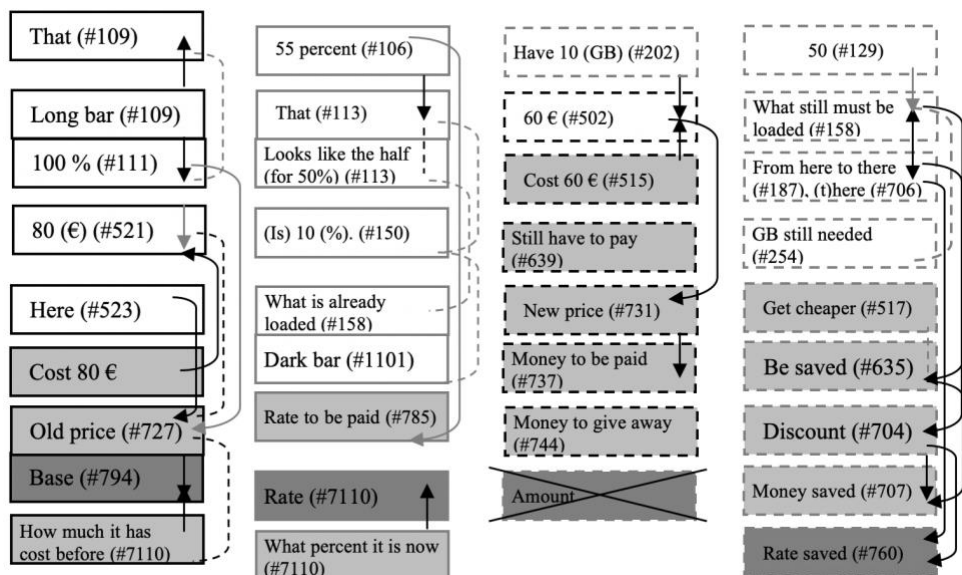 That (#109)
Long bar (#109)
100 % (#111)
80 (€) (#521)
Here (#523)
Cost 80 €
Old price (#727)
Base (#794)
How much it has
cost before (#7110)
55 percent (#106)
That (#113)
Looks like the half
(for 50%) (#113)
(Is) 10 (%). (#150)
What is already
loaded (#158)
Dark bar (#1101)
Rate to be paid (#785)
Rate (#7110)
What percent it is now
(#7110)
Have 10 (GB) (#202)
60 € (#502)
Cost 60 € (#515)
Still have to pay
(#639)
New price (#731)
Money to be paid
(#737)
Money to give away
(#744)
Amount
50 (#129)
What still must be
loaded (#158)
From here to there
(#187), (t)here (#706)
GB still needed
(#254)
Get cheaper (#517)
Be saved (#635)
Discount (#704)
Money saved (#707)
Rate saved (#760)